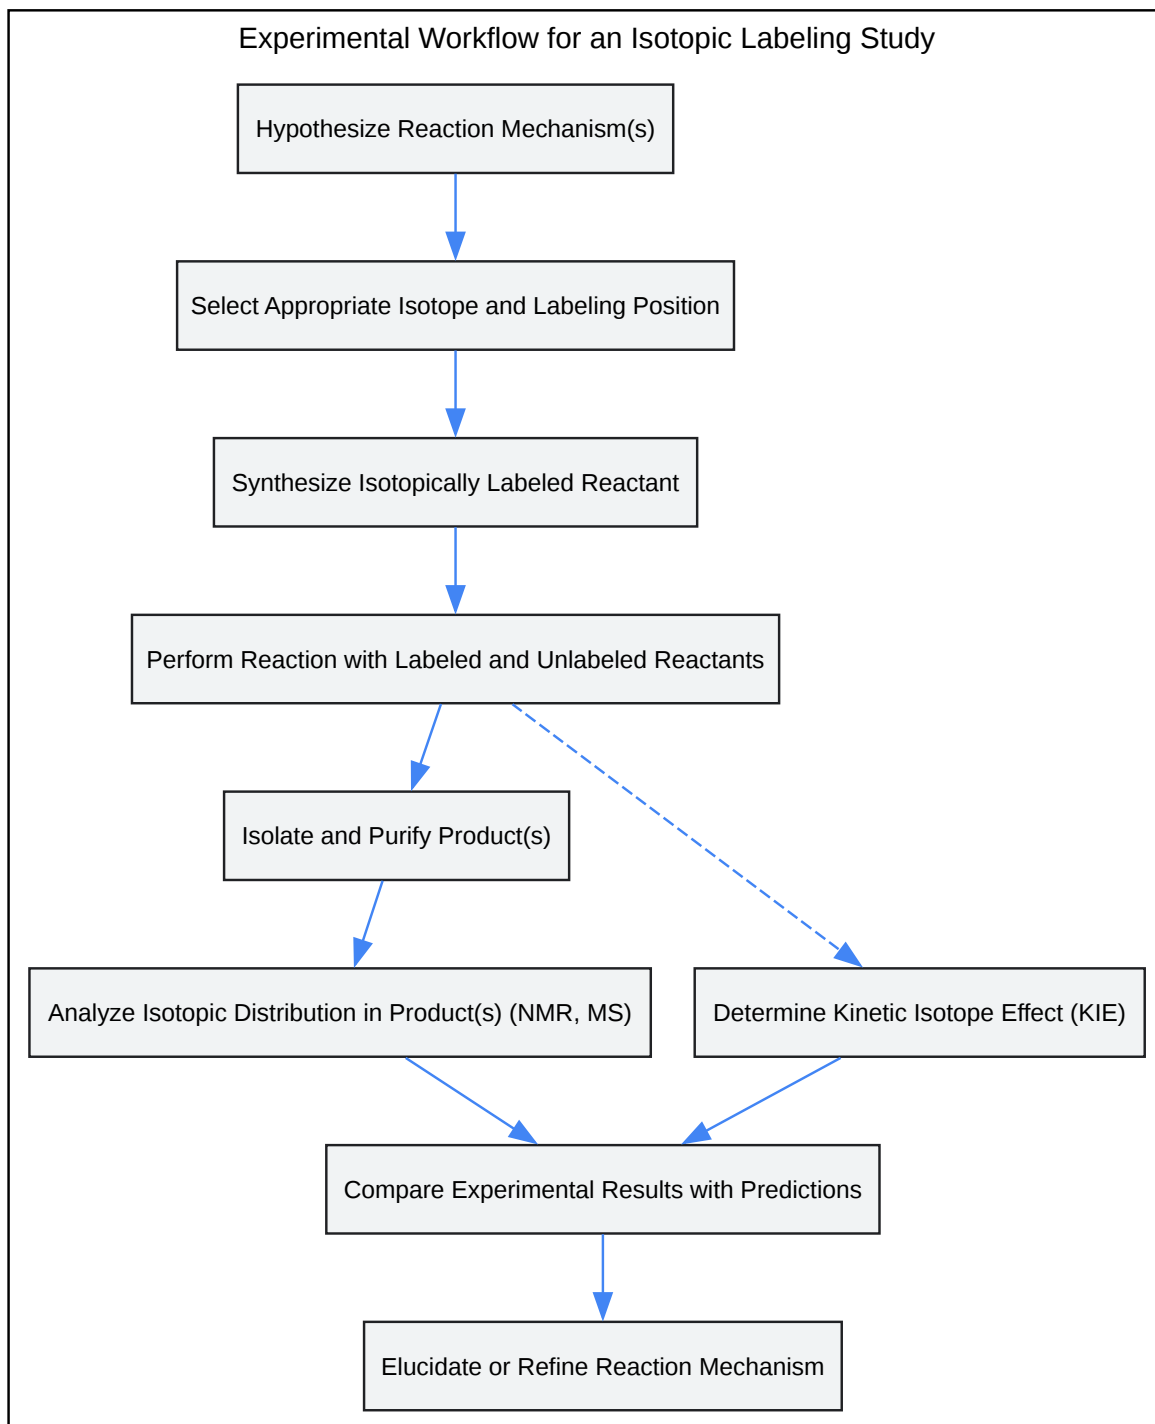 Experimental Workflow for an Isotopic Labeling Study
Hypothesize Reaction Mechanism(s)
Select Appropriate Isotope and Labeling Position
Synthesize Isotopically Labeled Reactant
Perform Reaction with Labeled and Unlabeled Reactants
Isolate and Purify Product(s)
Analyze Isotopic Distribution in Product(s) (NMR, MS)
Determine Kinetic Isotope Effect (KIE)
Compare Experimental Results with Predictions
Elucidate or Refine Reaction Mechanism